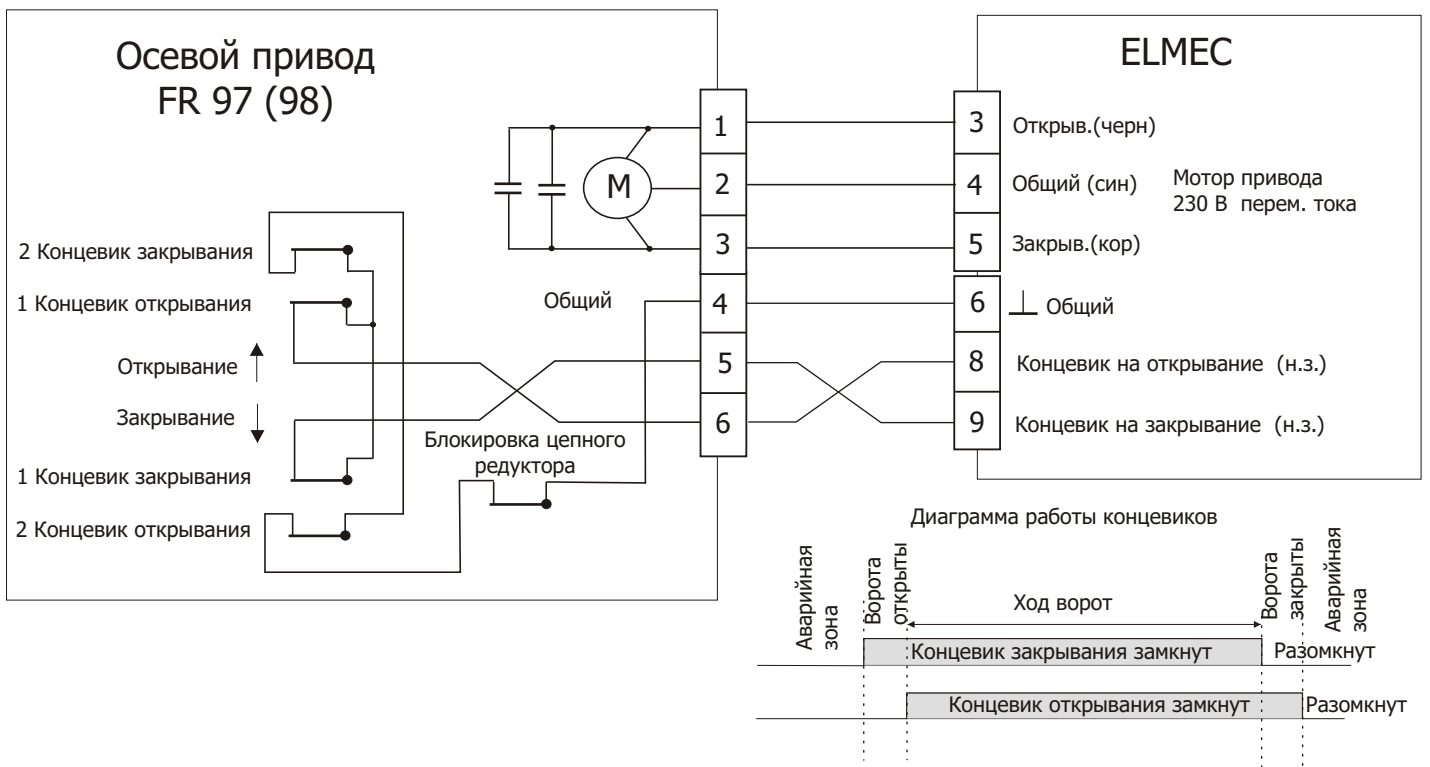 Осевой привод
FR 97 (98)
ELMEC
1
2
3
4
5
6
M
3
4
5
6
8
9
Открыв.(черн)
Общий (син)
Мотор привода
230 В перем. тока
Закрыв.(кор)
Общий
Концевик на открывание (н.з.)
Концевик на закрывание (н.з.)
2 Концевик закрывания
1 Концевик открывания
Общий
Открывание
Закрывание
Блокировка цепного
редуктора
1 Концевик закрывания
2 Концевик открывания
Диаграмма работы концевиков
Аварийная
зона
Ворота
открыты
Ход ворот
Ворота
закрыты
Аварийная
зона
Концевик закрывания замкнут
Разомкнут
Концевик открывания замкнут
Разомкнут